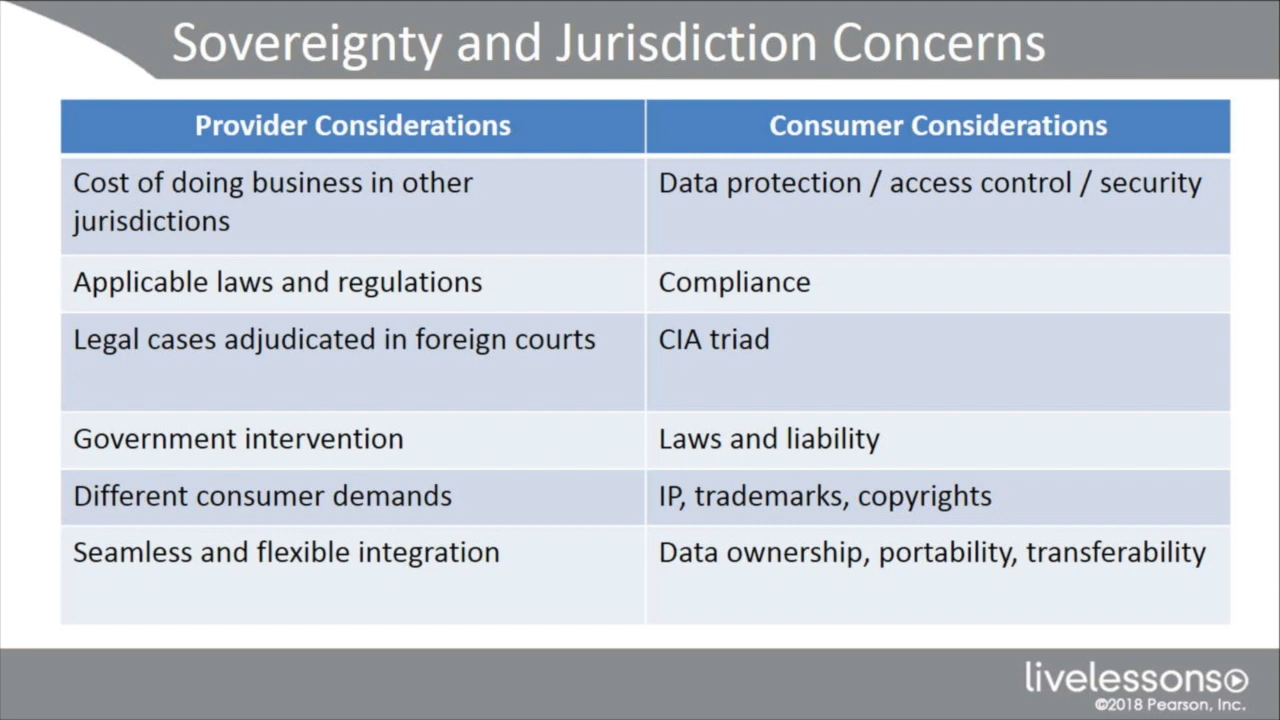 Sovereignty and Jurisdiction Concerns
Provider Considerations
Consumer Considerations
Cost of doing business in other
jurisdictions
Data protection / access control / security
Applicable laws and regulations
Compliance
Legal cases adjudicated in foreign courts
CIA triad
Government intervention
Laws and liability
Different consumer demands
IP, trademarks, copyrights
Seamless and flexible integration
Data ownership, portability, transferability
livelessons
©2018 Pearson, Inc.